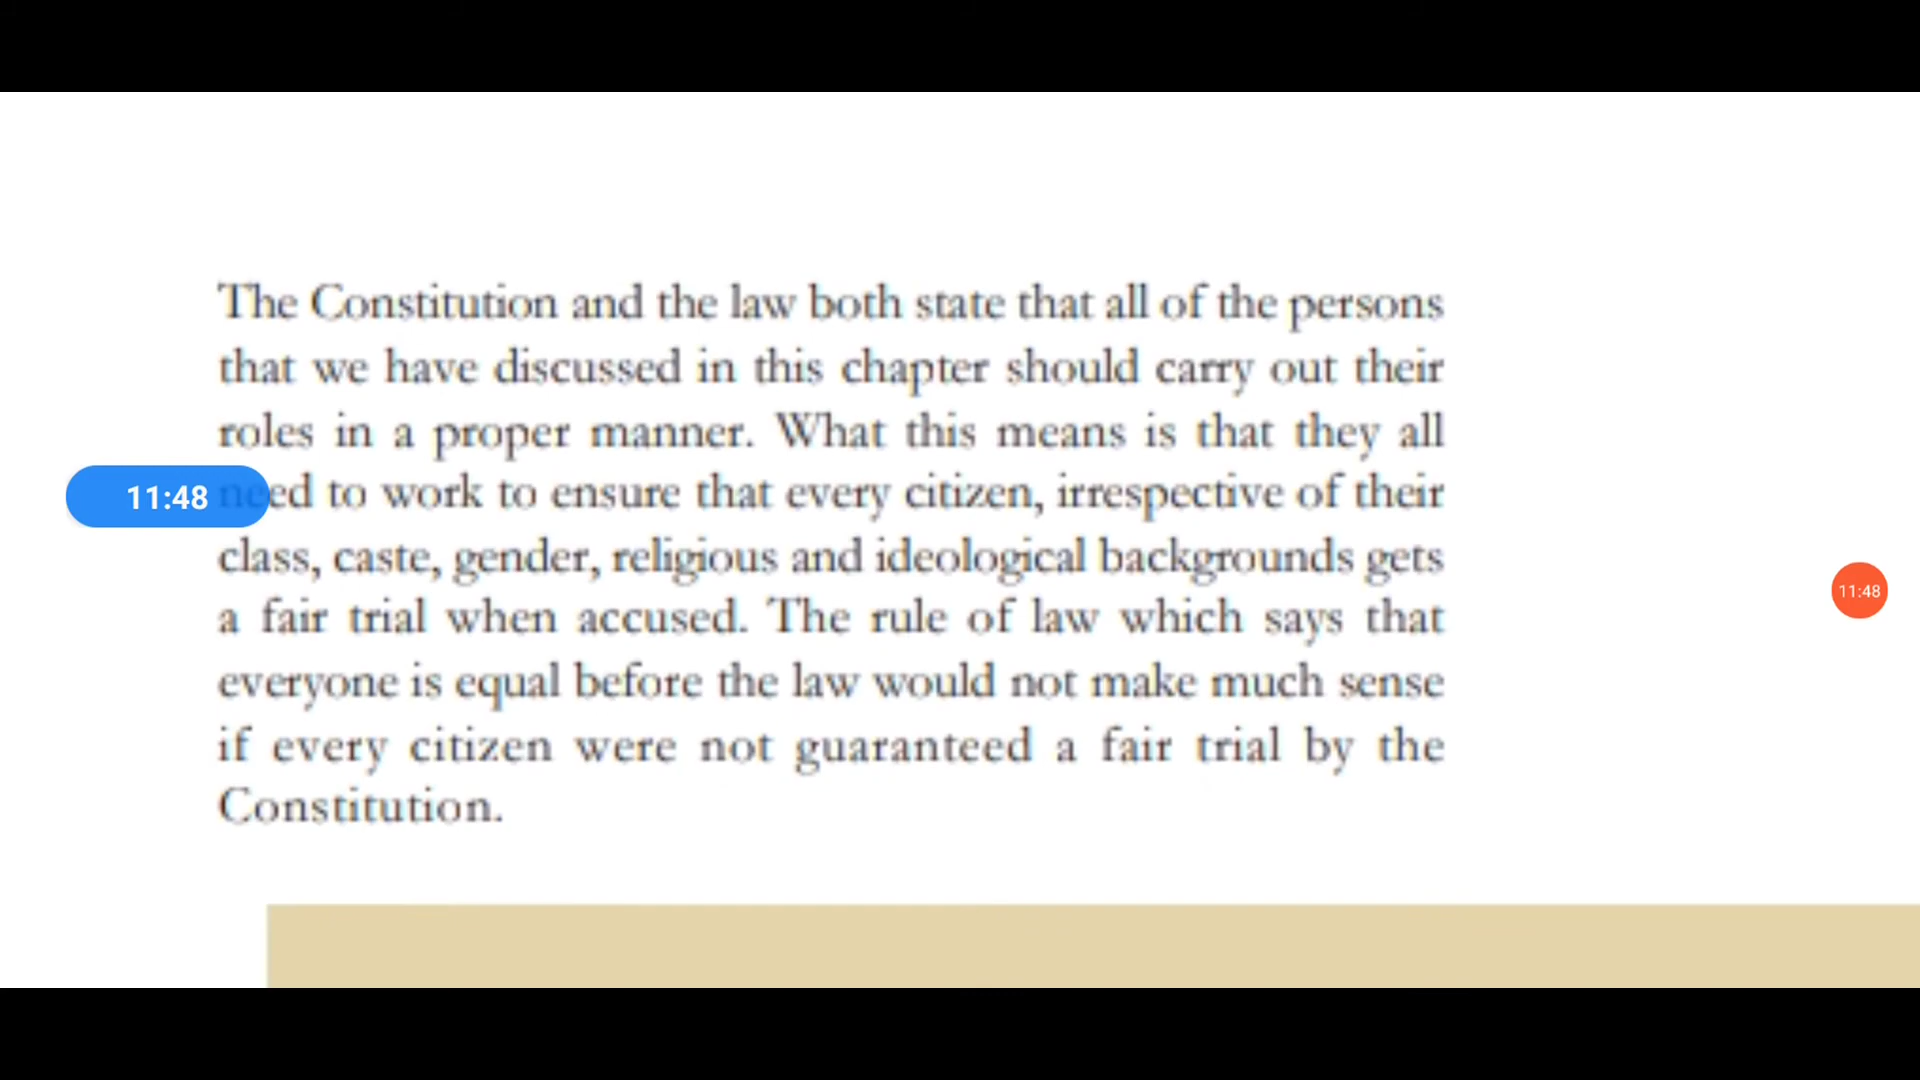 The Constitution and the law both state that all of the persons
that we have discussed in this chapter should carry out their
roles in a proper manner. What this means is that they all
11:48
need to work to ensure that every citizen, irrespective of their
class, caste, gender, religious and ideological backgrounds gets
11:48
a fair trial when accused. The rule of law which says that
everyone is equal before the law would not make much sense
if every citizen were not guaranteed a fair trial by the
Constitution.